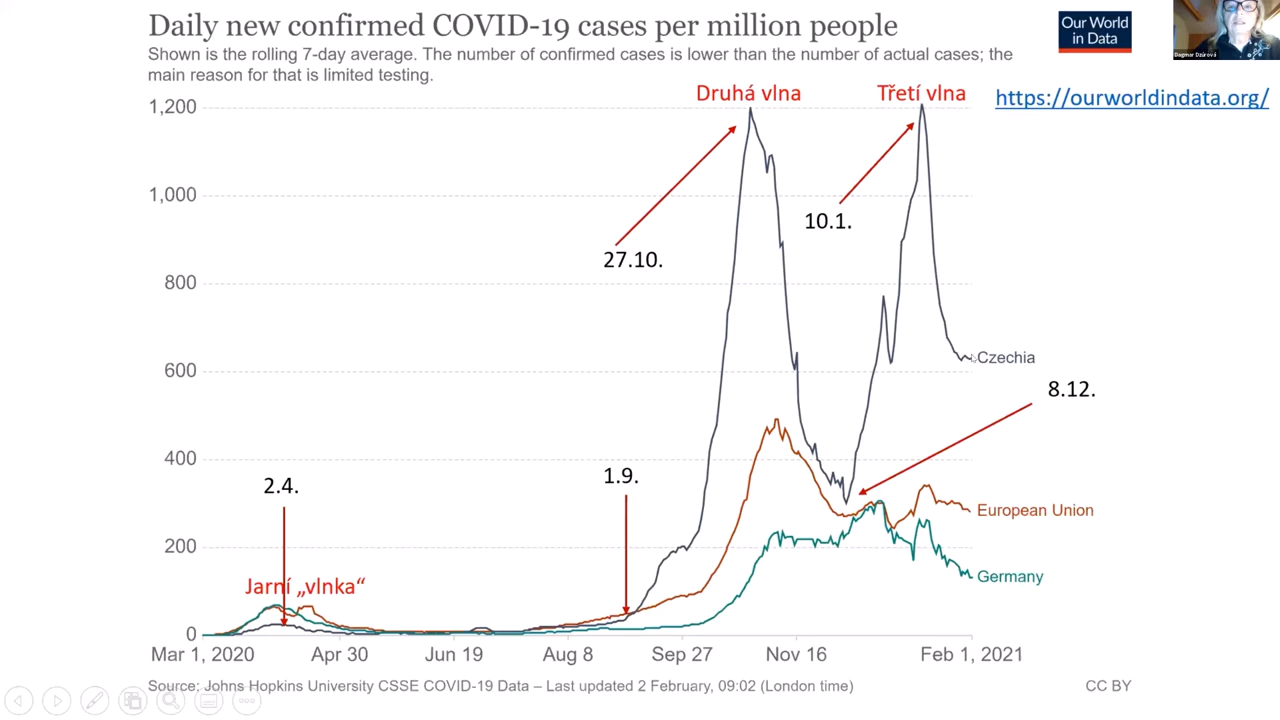 Daily new confirmed COVID-19 cases per million people
Shown is the rolling 7-day average. The number of confirmed cases is lower than the number of actual cases; the
main reason for that is limited testing.
Our World
in Data
Dagmar Dzúrová
https://ourworldindata.org/
1,200
1,000
800
600
400
200
0
Druhá vlna
Třetí vlna
10.1.
27.10.
Czechia
8.12.
2.4.
1.9.
European Union
Jarní „vlnka“
Germany
Mar 1, 2020
Apr 30
Jun 19
Aug 8
Sep 27
Nov 16
Feb 1, 2021
Source: Johns Hopkins University CSSE COVID-19 Data – Last updated 2 February, 09:02 (London time)
CC BY